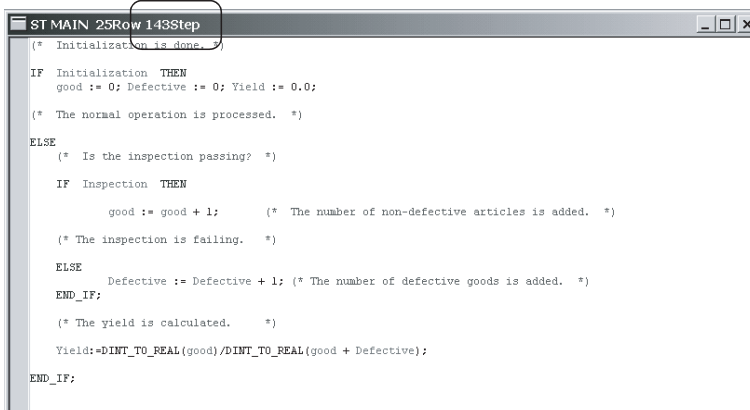 ST MAIN 25Row 143Step
(* Initialization is done. *)
IF Initialization THEN
good := 0; Defective := 0; Yield := 0.0;
(* The normal operation is processed. *)
ELSE
(* Is the inspection passing? *)
IF Inspection THEN
good := good + 1; (* The number of non-defective articles is added. *)
(* The inspection is failing. *)
ELSE
Defective := Defective + 1; (* The number of defective goods is added. *)
END_IF;
(* The yield is calculated. *)
Yield:=DINT_TO_REAL(good)/DINT_TO_REAL(good + Defective);
END_IF;